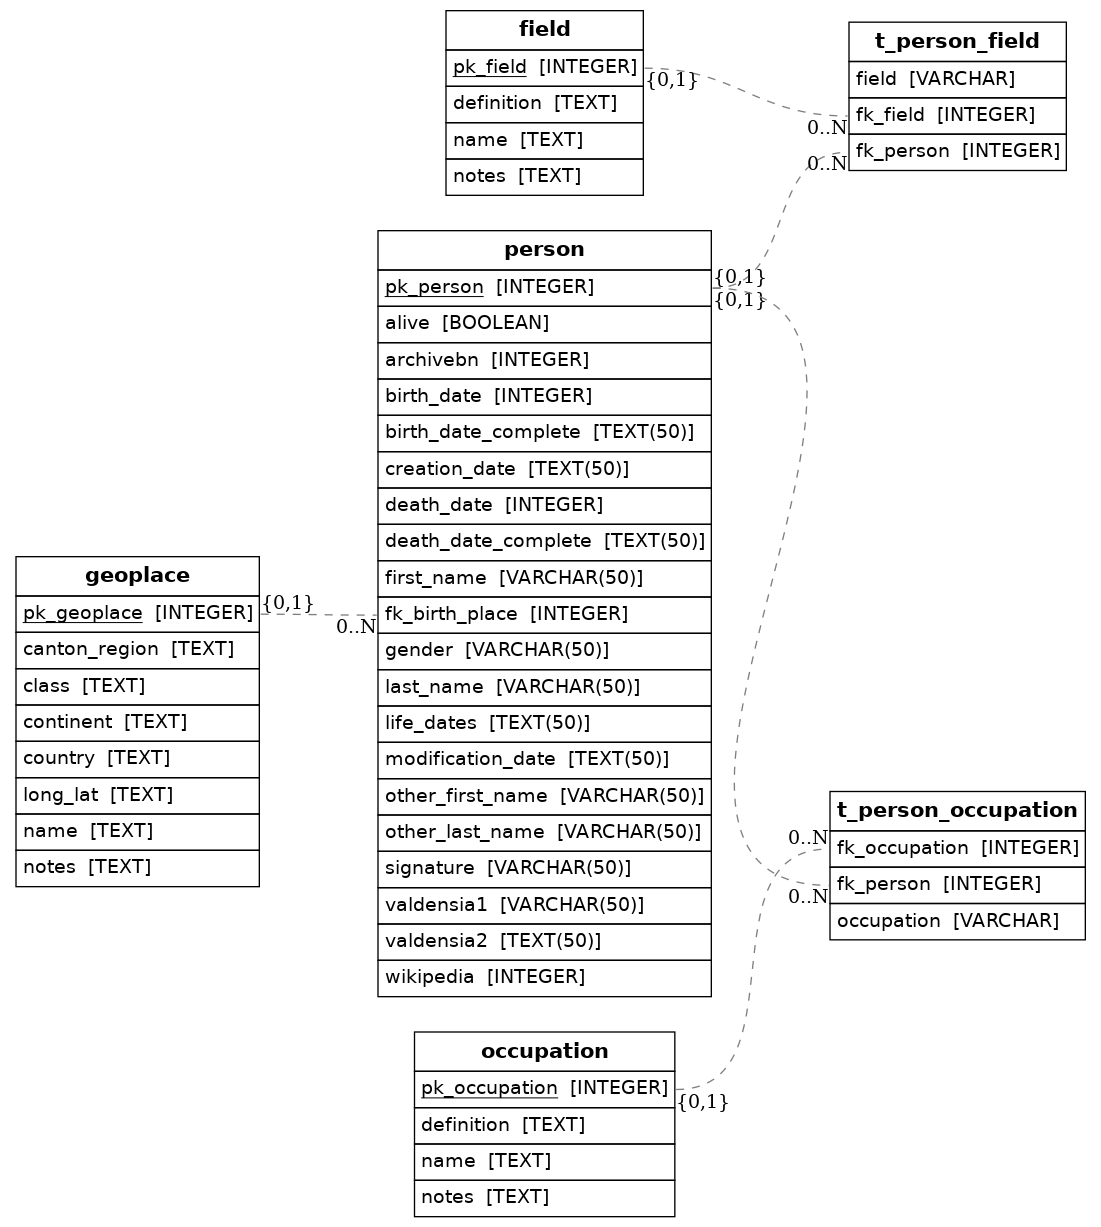 field
pk_field [INTEGER]
definition [TEXT]
name [TEXT]
notes [TEXT]
{0,1}
t_person_field
field [VARCHAR]
fk_field [INTEGER]
fk_person [INTEGER]
0..N
0..N
person
pk_person [INTEGER]
alive [BOOLEAN]
archivebn [INTEGER]
birth_date [INTEGER]
birth_date_complete [TEXT(50)]
creation_date [TEXT(50)]
death_date [INTEGER]
death_date_complete [TEXT(50)]
first_name [VARCHAR(50)]
fk_birth_place [INTEGER]
gender [VARCHAR(50)]
last_name [VARCHAR(50)]
life_dates [TEXT(50)]
modification_date [TEXT(50)]
other_first_name [VARCHAR(50)]
other_last_name [VARCHAR(50)]
signature [VARCHAR(50)]
valdensia1 [VARCHAR(50)]
valdensia2 [TEXT(50)]
wikipedia [INTEGER]
{0,1}
{0,1}
geoplace
pk_geoplace [INTEGER]
canton_region [TEXT]
class [TEXT]
continent [TEXT]
country [TEXT]
long_lat [TEXT]
name [TEXT]
notes [TEXT]
{0,1}
0..N
t_person_occupation
fk_occupation [INTEGER]
fk_person [INTEGER]
occupation [VARCHAR]
0..N
0..N
occupation
pk_occupation [INTEGER]
definition [TEXT]
name [TEXT]
notes [TEXT]
{0,1}